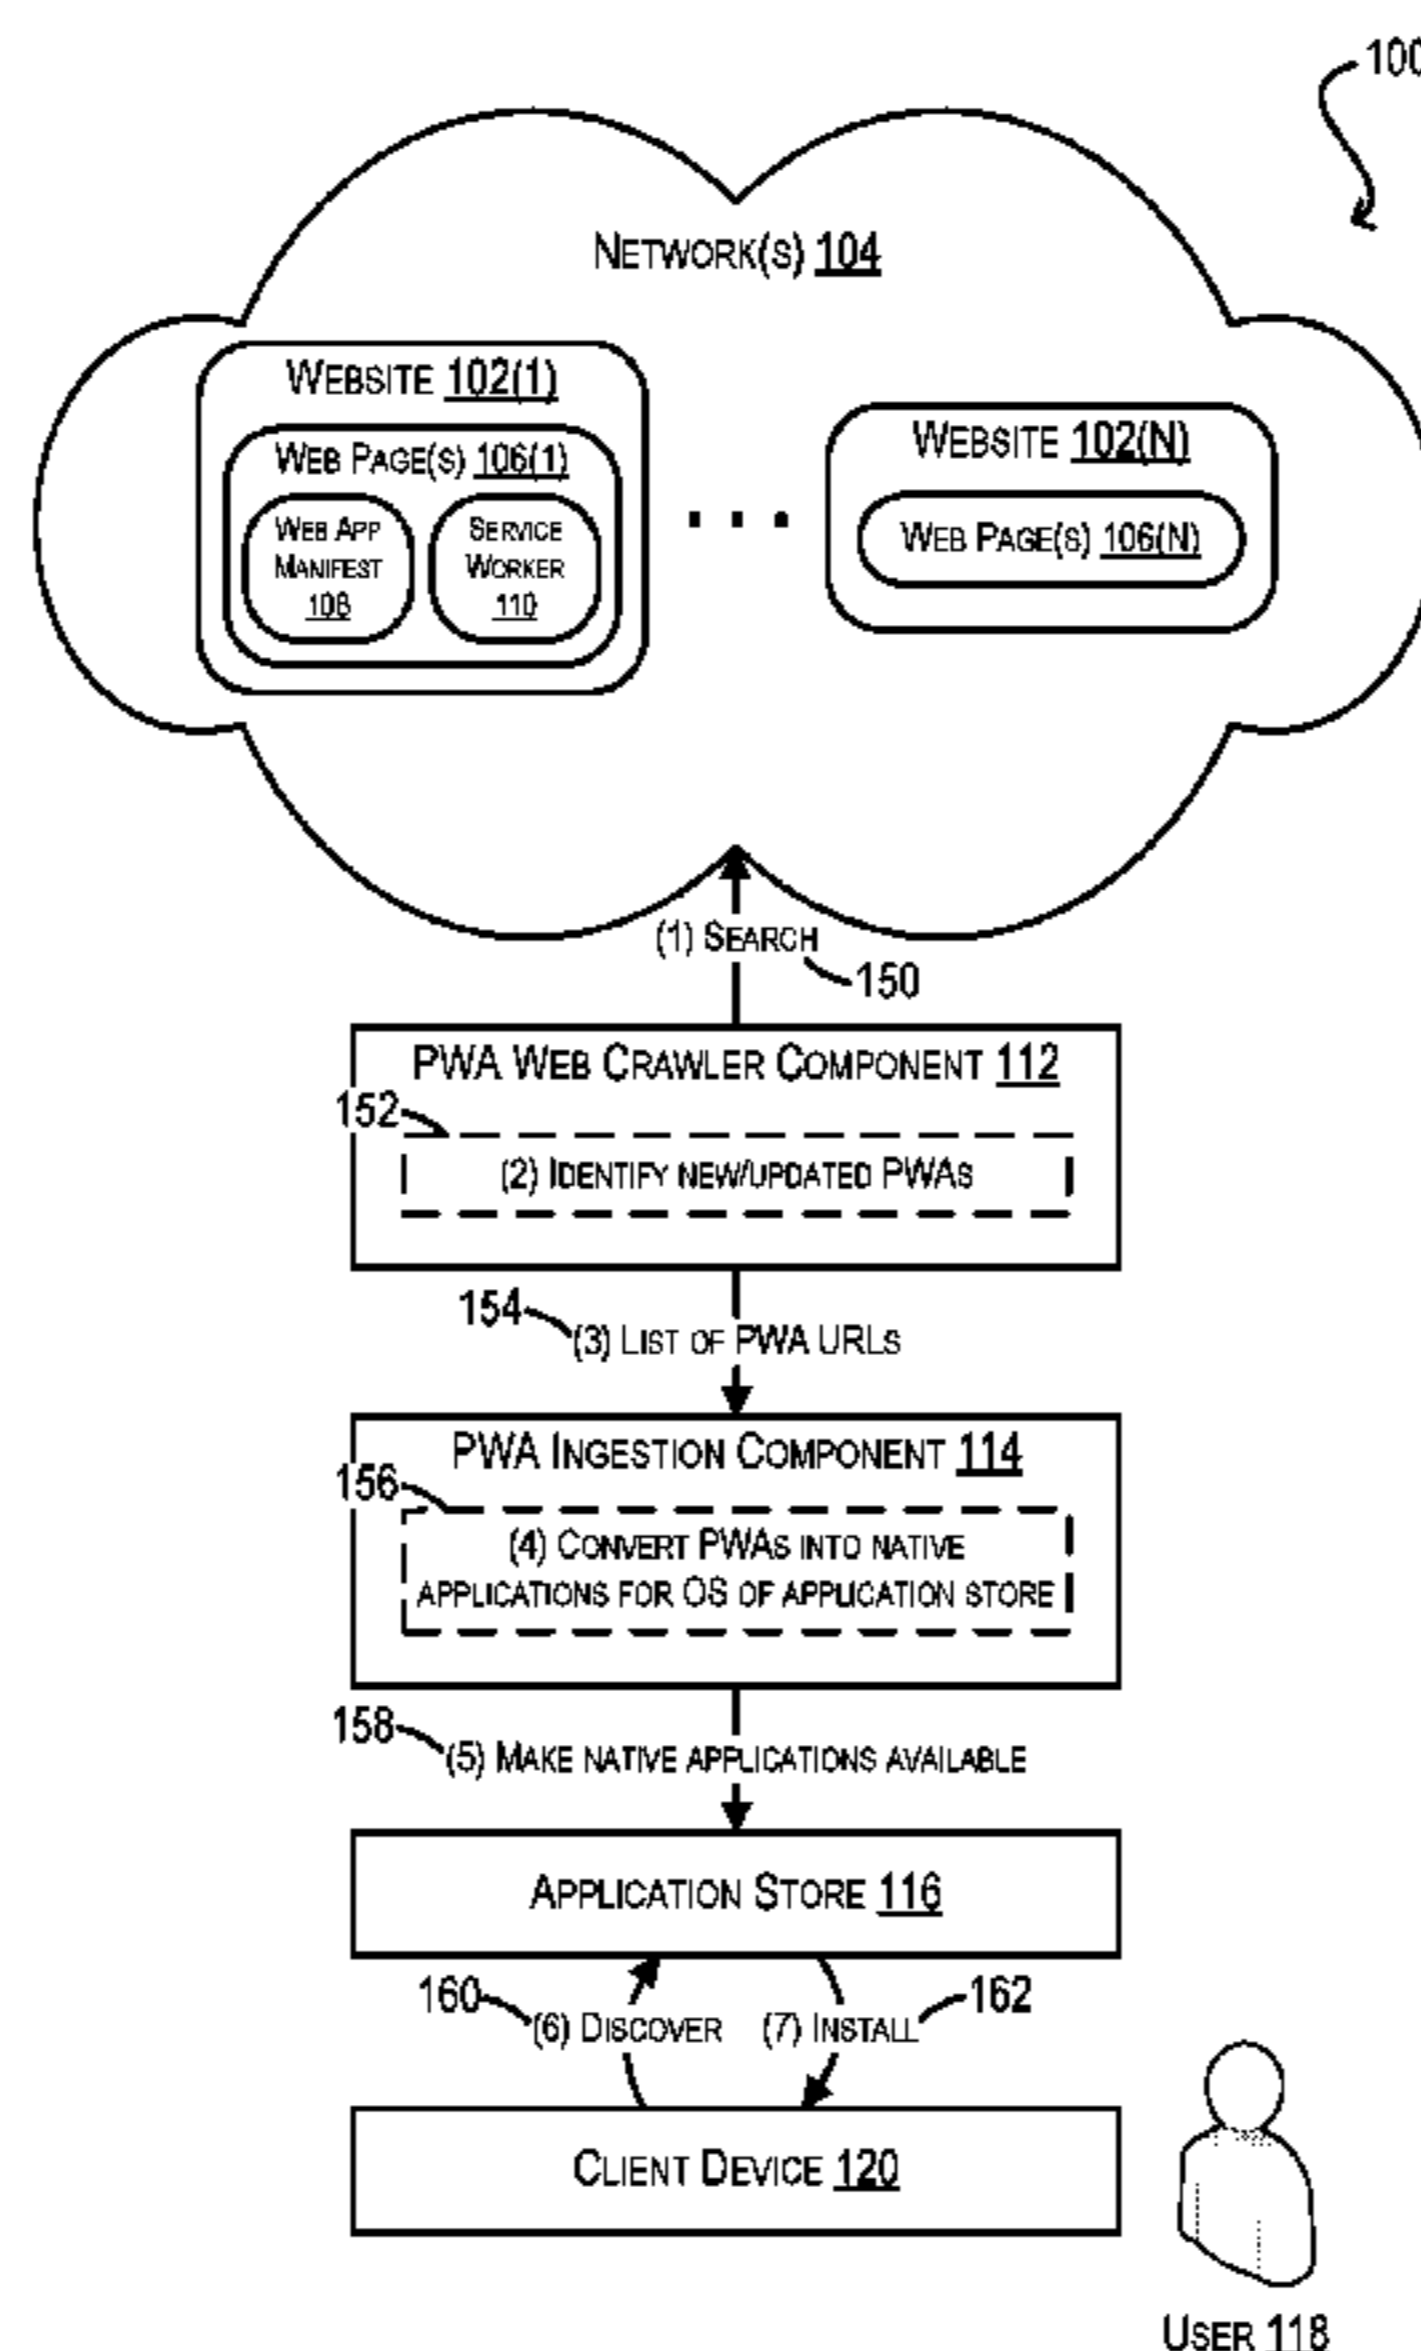 100
NETWORK(S) 104
WEBSITE 102(1)
WEB PAGE(S) 106(1)
WEB APP
MANIFEST
108
SERVICE
WORKER
110
. . .
WEBSITE 102(N)
WEB PAGE(S) 106(N)
(1) SEARCH
150
PWA WEB CRAWLER COMPONENT 112
152
(2) IDENTIFY NEW/UPDATED PWAS
154
(3) LIST OF PWA URLS
PWA INGESTION COMPONENT 114
156
(4) CONVERT PWAS INTO NATIVE
APPLICATIONS FOR OS OF APPLICATION STORE
158
(5) MAKE NATIVE APPLICATIONS AVAILABLE
APPLICATION STORE 116
160
(6) DISCOVER
(7) INSTALL
162
CLIENT DEVICE 120
USER 118